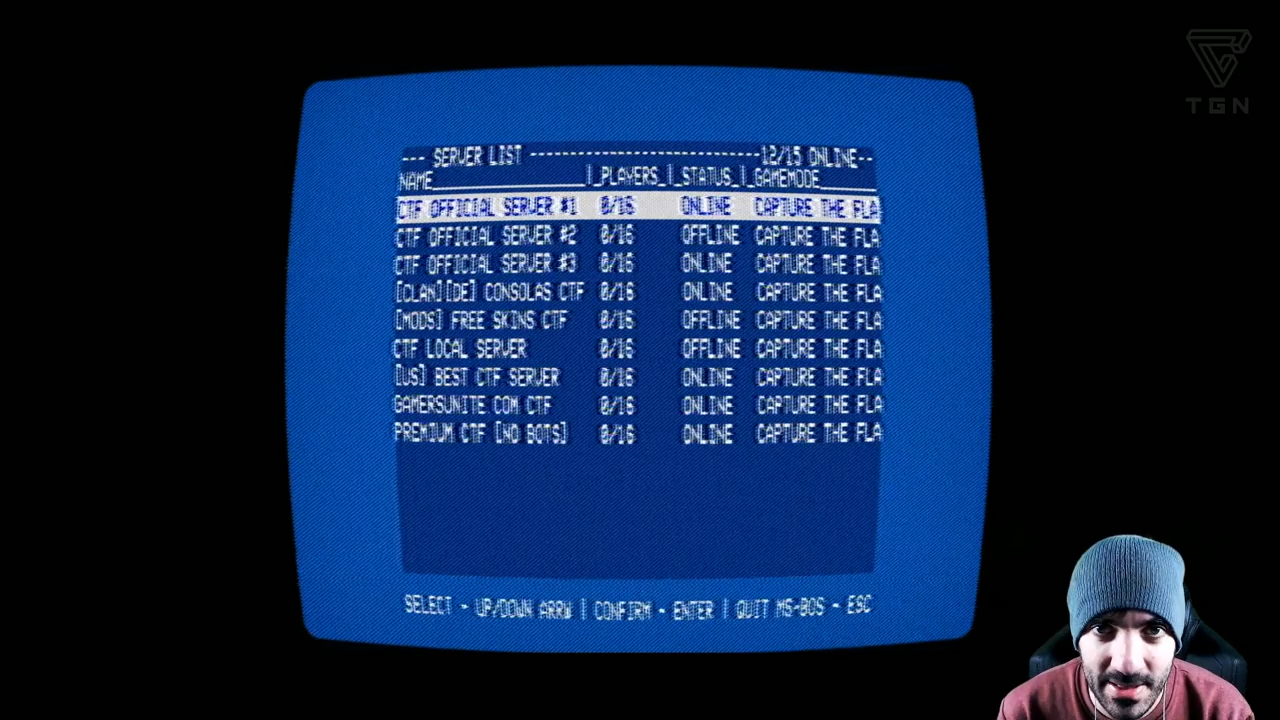 TGN
--- SERVER LIST -----------------------------12/15 ONLINE--
NAME___________________|_PLAYERS_|_STATUS_|_GAMEMODE_______
CTF OFFICIAL SERVER #1 0/16 ONLINE CAPTURE THE FLA
CTF OFFICIAL SERVER #2 0/16 OFFLINE CAPTURE THE FLA
CTF OFFICIAL SERVER #3 0/16 ONLINE CAPTURE THE FLA
[CLAN][DE] CONSOLAS CTF 0/16 ONLINE CAPTURE THE FLA
[MODS] FREE SKINS CTF 0/16 OFFLINE CAPTURE THE FLA
CTF LOCAL SERVER 0/16 OFFLINE CAPTURE THE FLA
[US] BEST CTF SERVER 0/16 ONLINE CAPTURE THE FLA
GAMERSUNITE.COM CTF 0/16 ONLINE CAPTURE THE FLA
PREMIUM CTF [NO BOTS] 0/16 ONLINE CAPTURE THE FLA
SELECT - UP/DOWN ARRW | CONFIRM - ENTER | QUIT MS-BOS - ESC